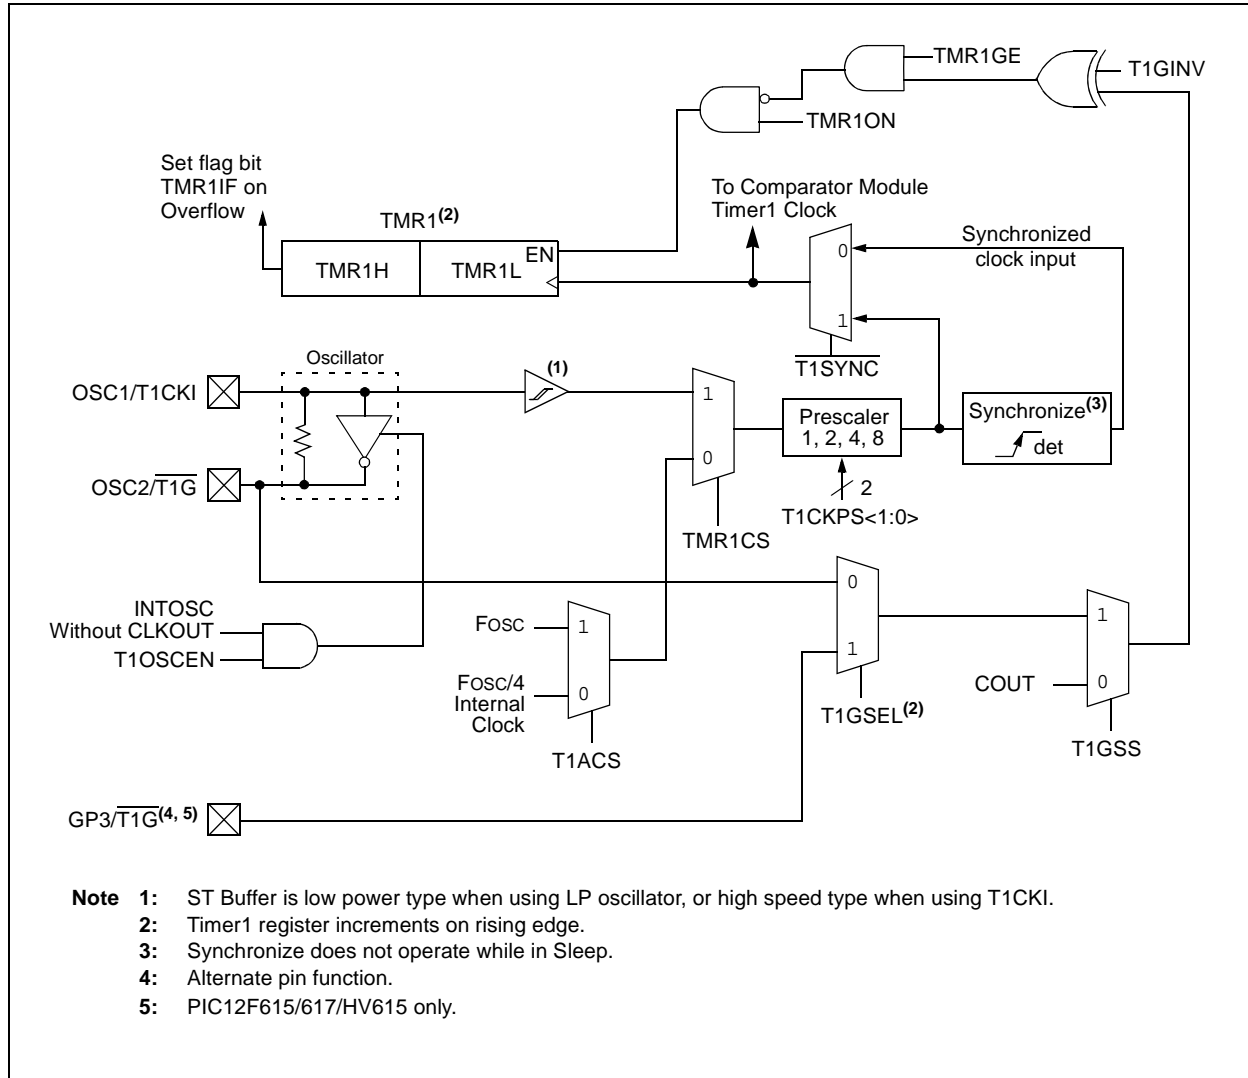 TMR1GE
T1GINV
TMR1ON
Set flag bit
TMR1IF on
Overflow
To Comparator Module
Timer1 Clock
TMR1(2)
EN
TMR1H
TMR1L
0
Synchronized
clock input
1
T1SYNC
Oscillator
(1)
OSC1/T1CKI
1
Prescaler
1, 2, 4, 8
Synchronize(3)
det
0
OSC2/T1G
2
T1CKPS<1:0>
TMR1CS
0
INTOSC
Without CLKOUT
T1OSCEN
FOSC
1
1
1
FOSC/4
Internal
Clock
0
COUT
0
T1GSEL(2)
T1GSS
T1ACS
GP3/T1G(4, 5)
Note 1: ST Buffer is low power type when using LP oscillator, or high speed type when using T1CKI.
2: Timer1 register increments on rising edge.
3: Synchronize does not operate while in Sleep.
4: Alternate pin function.
5: PIC12F615/617/HV615 only.